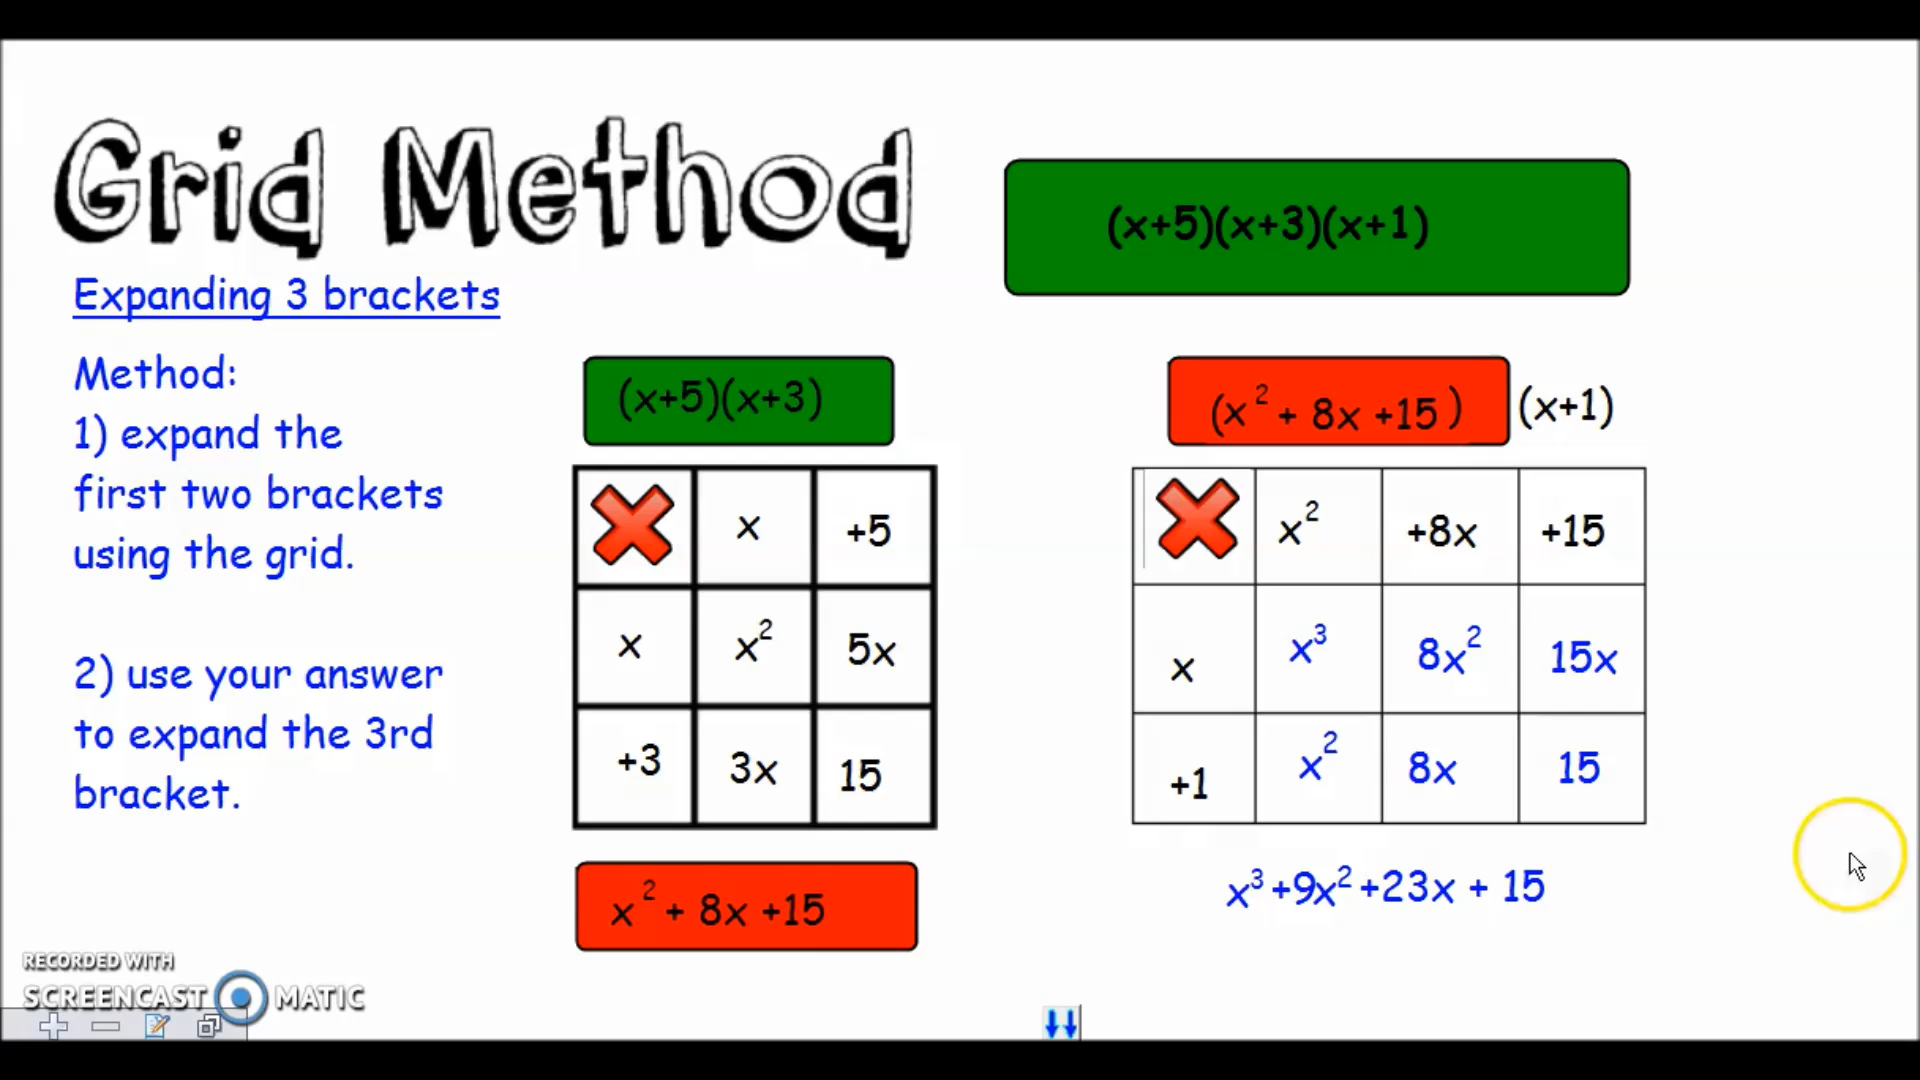 Grid Method
Expanding 3 brackets
Method:
1) expand the
first two brackets
using the grid.
2) use your answer
to expand the 3rd
bracket.
(x+5)(x+3)(x+1)
(x+5)(x+3)
x +5
x x² 5x
+3 3x 15
x² + 8x +15
(x² + 8x +15) (x+1)
x² +8x +15
x x³ 8x² 15x
+1 x² 8x 15
x³ +9x² +23x + 15
RECORDED WITH
SCREENCAST MATIC